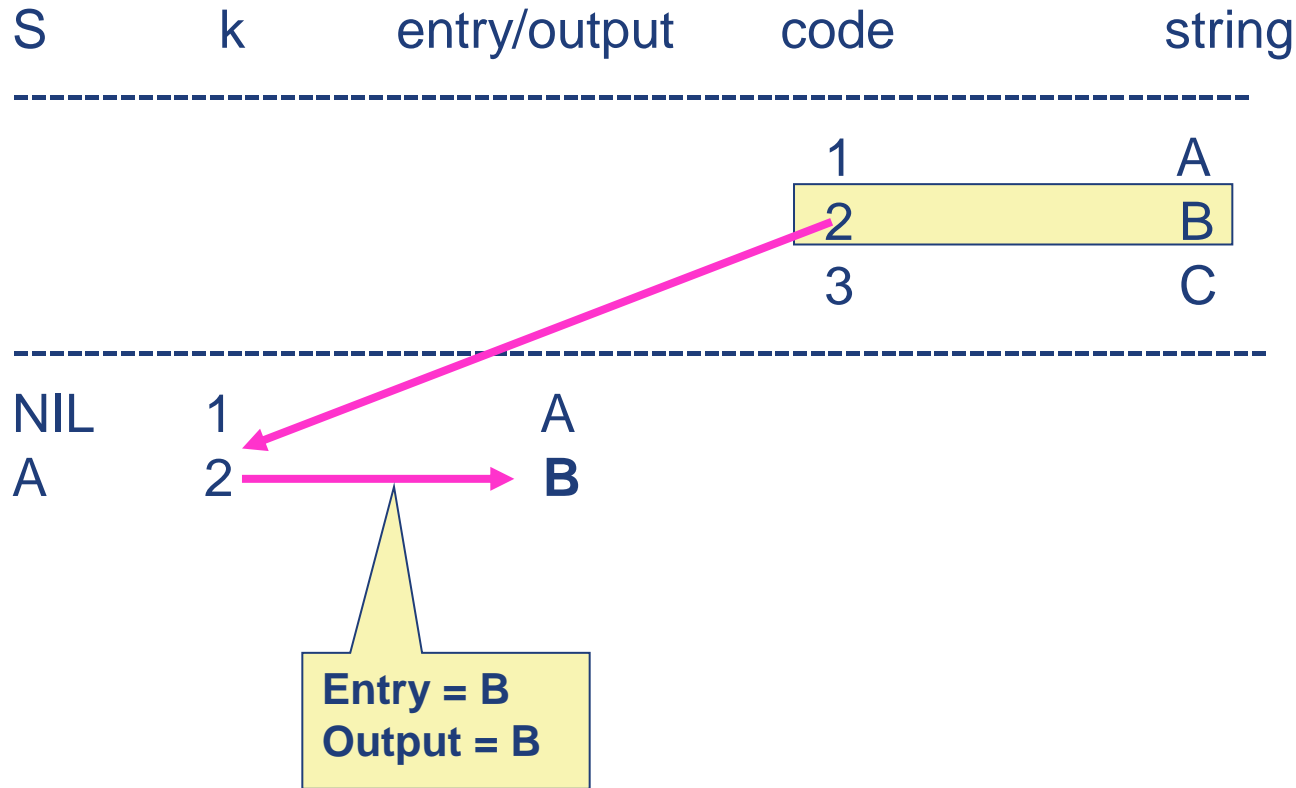 S k entry/output code string
--------------------------------------------------------------------
1 A
2 B
3 C
--------------------------------------------------------------------
NIL 1 A
A 2 B
Entry = B
Output = B